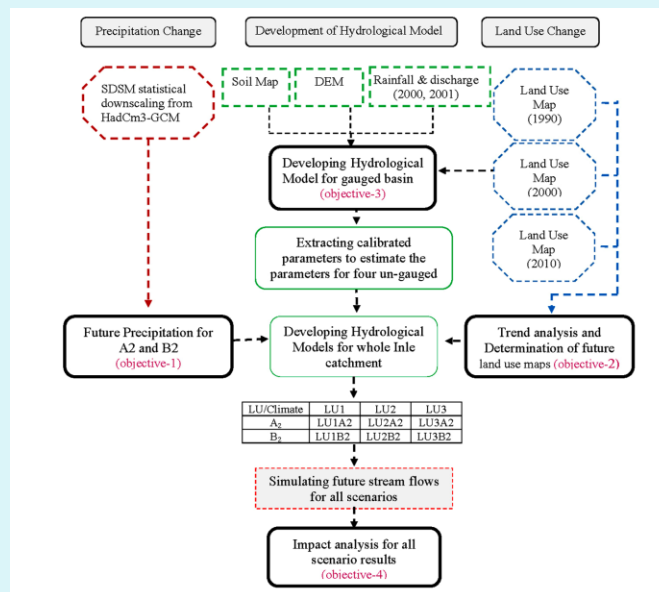 Precipitation Change
Development of Hydrological Model
Land Use Change
SDSM statistical
downscaling from
HadCm3-GCM
Soil Map
DEM
Rainfall & discharge
(2000, 2001)
Land Use
Map
(1990)
Developing Hydrological
Model for gauged basin
(objective-3)
Land Use
Map
(2000)
Extracting calibrated
parameters to estimate the
parameters for four un-gauged
Land Use
Map
(2010)
Future Precipitation for
A2 and B2
(objective-1)
Developing Hydrological
Models for whole Inle
catchment
Trend analysis and
Determination of future
land use maps (objective-2)
LU/Climate LU1 LU2 LU3
A2 LU1A2 LU2A2 LU3A2
B2 LU1B2 LU2B2 LU3B2
Simulating future stream flows
for all scenarios
Impact analysis for all
scenario results
(objective-4)